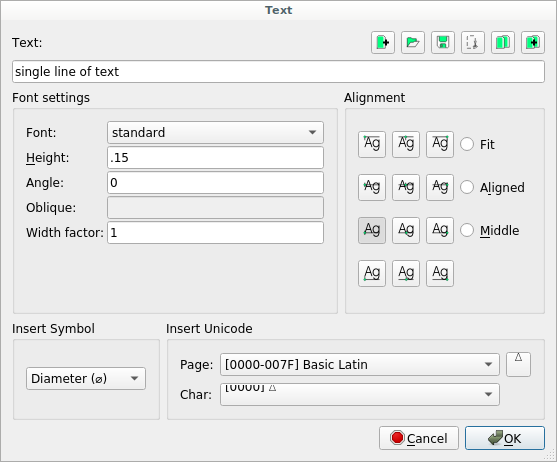 Text
Text:
single line of text
Font settings
Alignment
Font: standard
Height: .15
Angle: 0
Oblique:
Width factor: 1
Ag Ag Ag Fit
Ag Ag Ag Aligned
Ag Ag Ag Middle
Ag Ag Ag
Insert Symbol
Insert Unicode
Diameter (⌀)
Page: [0000-007F] Basic Latin
Char: [0000]
Cancel OK